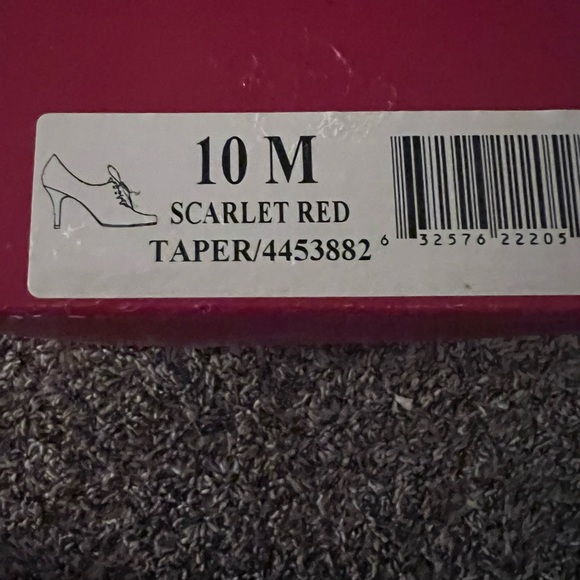 10 M
SCARLET RED
TAPER/4453882
6 32576 22205